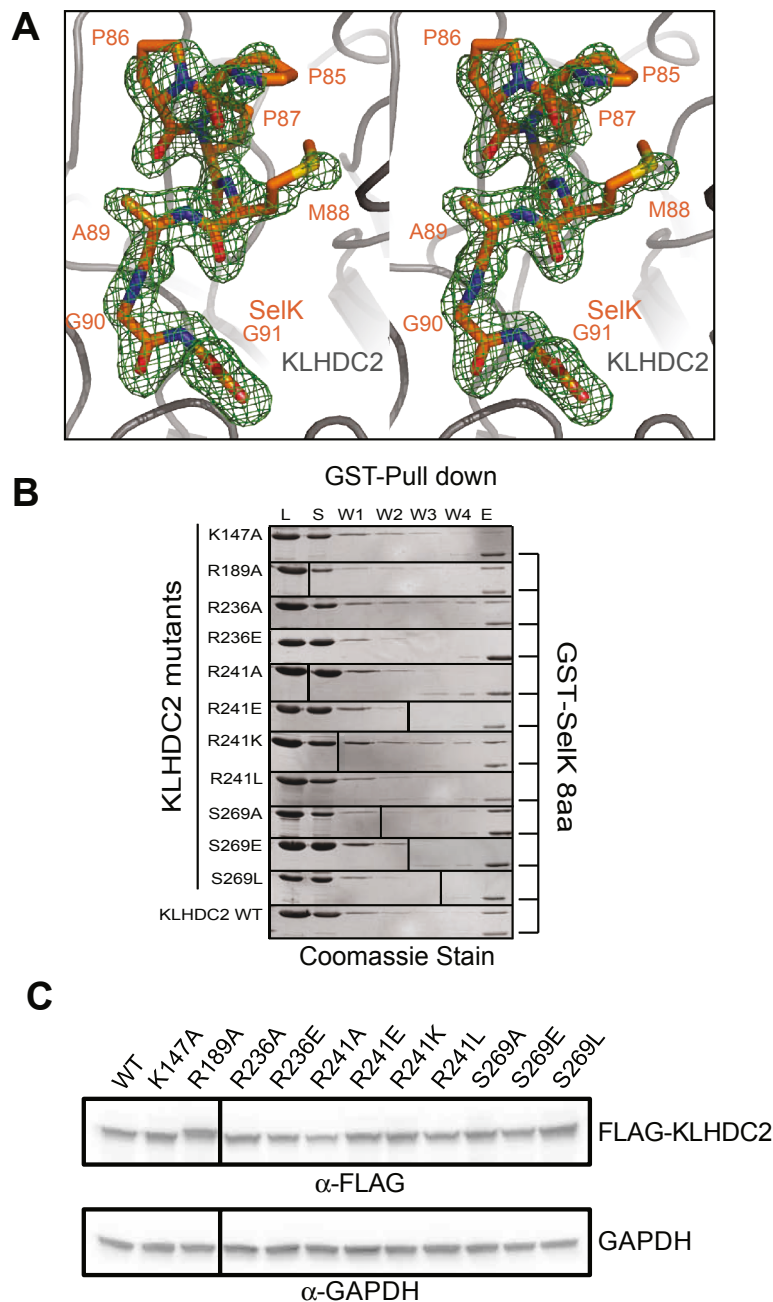 A
P86
P85
P87
M88
A89
G90
SelK
G91
KLHDC2
P86
P85
P87
M88
A89
G90
SelK
G91
KLHDC2
B
GST-Pull down
L S W1 W2 W3 W4 E
KLHDC2 mutants
K147A
R189A
R236A
R236E
R241A
R241E
R241K
R241L
S269A
S269E
S269L
KLHDC2 WT
GST-SelK 8aa
Coomassie Stain
C
WT K147A R189A R236A R236E R241A R241E R241K R241L S269A S269E S269L
FLAG-KLHDC2
α-FLAG
GAPDH
α-GAPDH